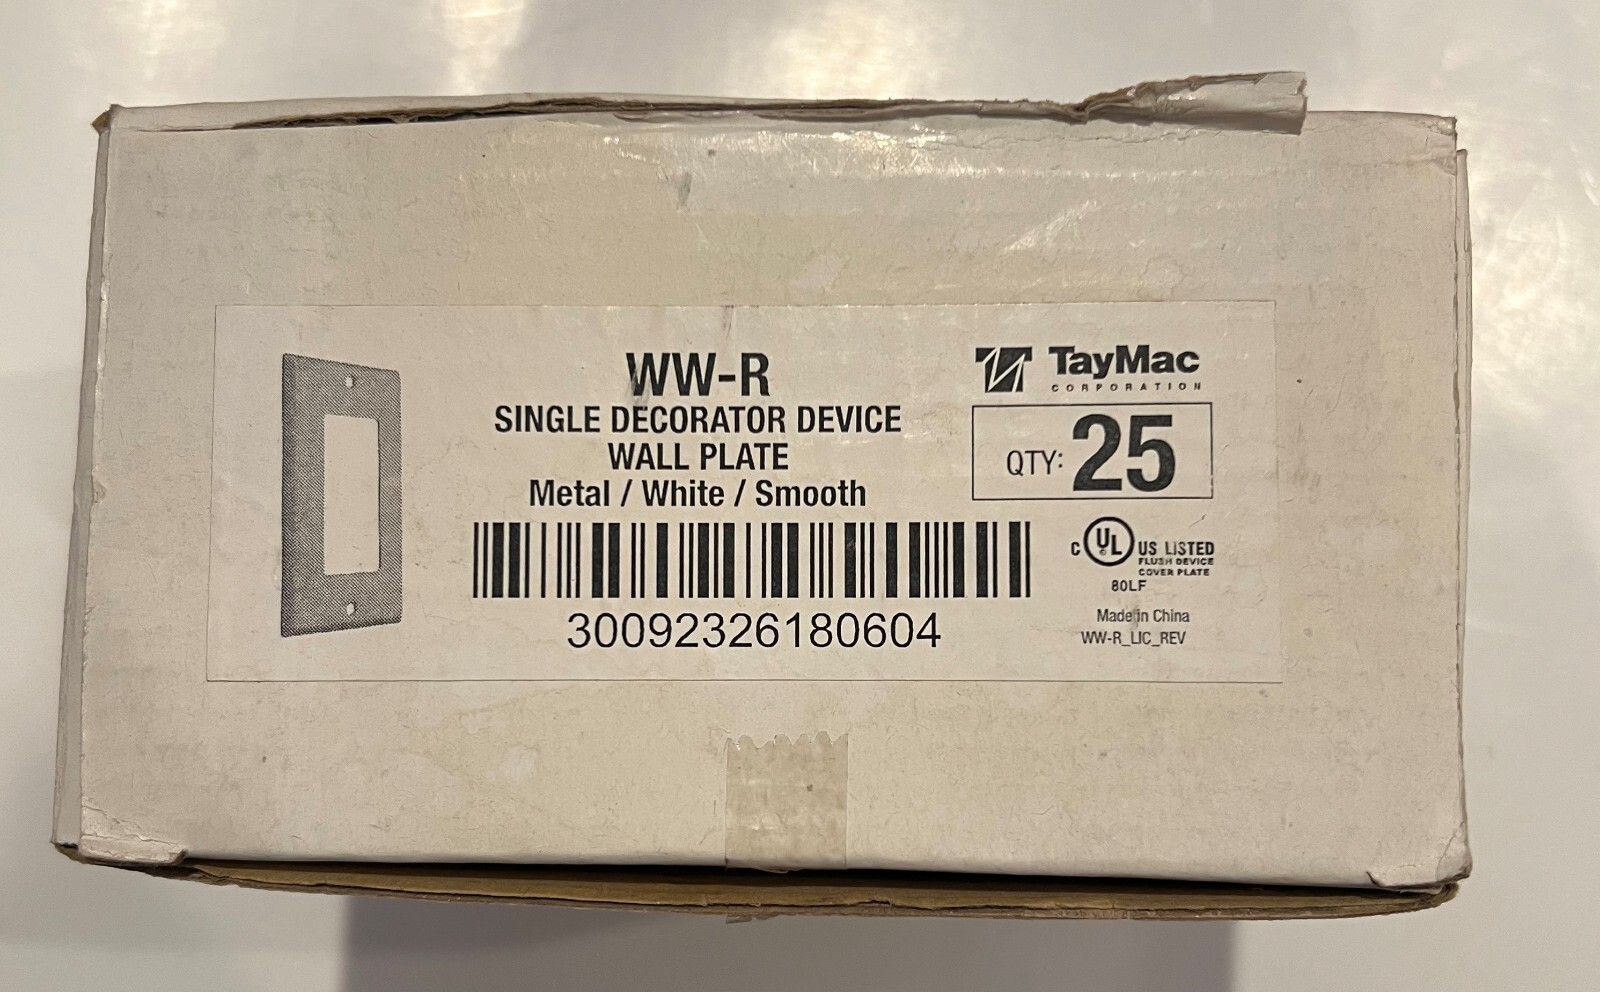 WW-R
SINGLE DECORATOR DEVICE
WALL PLATE
Metal / White / Smooth
30092326180604
TayMac
CORPORATION
QTY: 25
C UL US LISTED
FLUSH DEVICE
COVER PLATE
80LF
Made in China
WW-R_LIC_REV